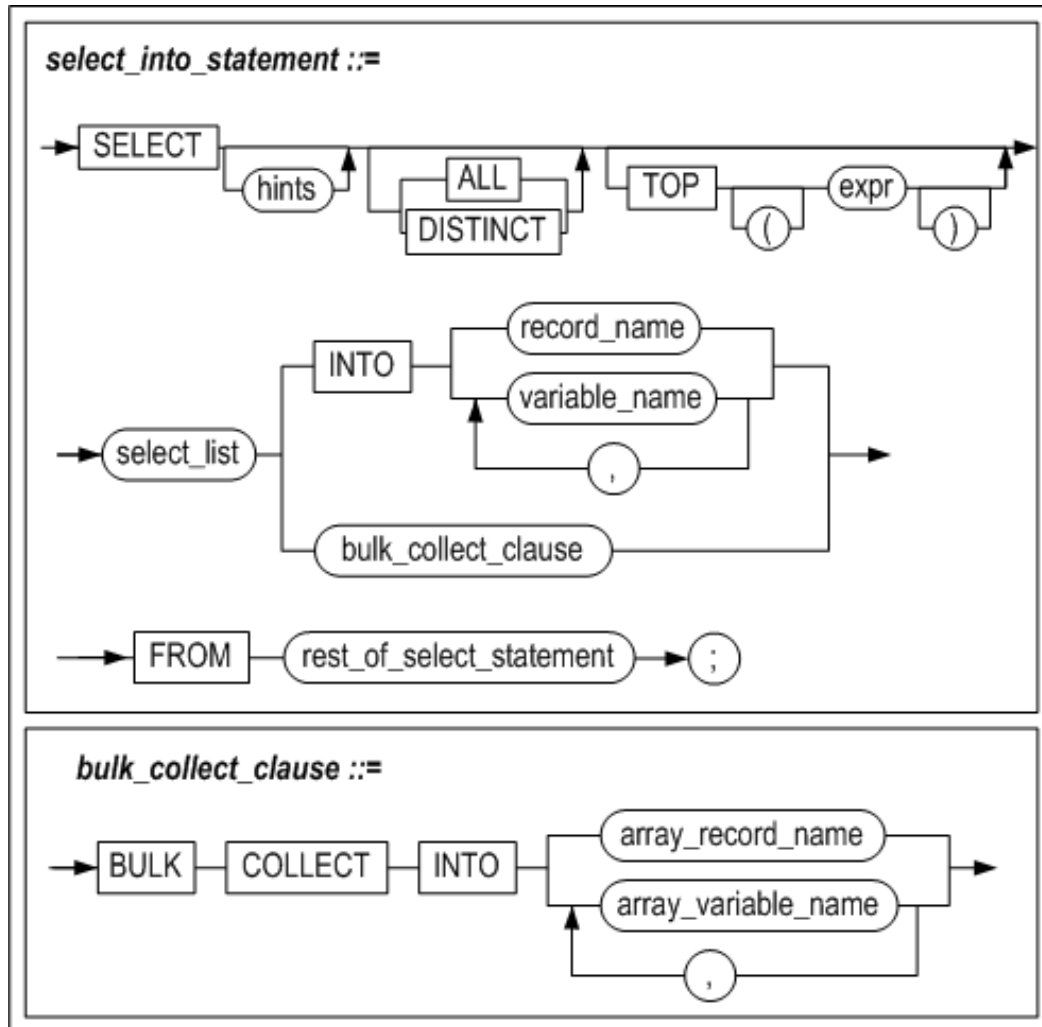 select_into_statement ::=
SELECT hints ALL DISTINCT TOP ( expr )
select_list INTO record_name variable_name , bulk_collect_clause
FROM rest_of_select_statement ;
bulk_collect_clause ::=
BULK COLLECT INTO array_record_name array_variable_name ,